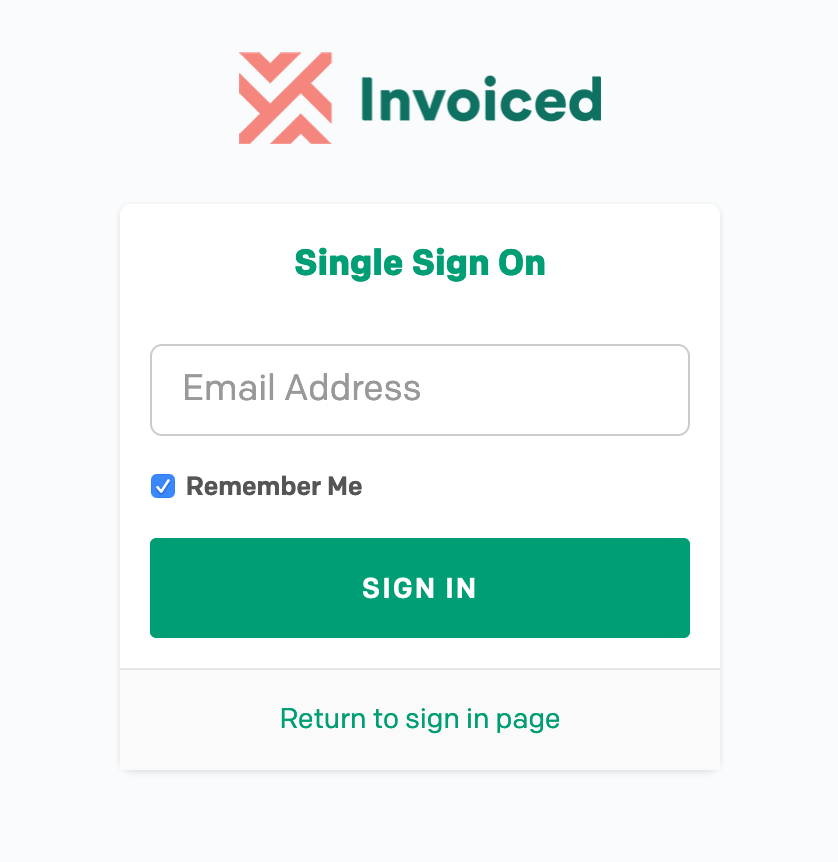 Invoiced
Single Sign On
Email Address
Remember Me
SIGN IN
Return to sign in page